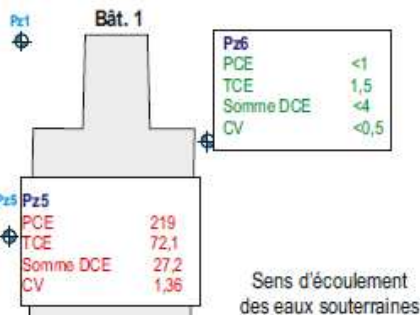 Pz1
Bât. 1
Pz6
PCE <1
TCE 1,5
Somme DCE <4
CV <0,5
Pz5
Pz5
PCE 219
TCE 72,1
Somme DCE 27,2
CV 1,36
Sens d'écoulement
des eaux souterraines